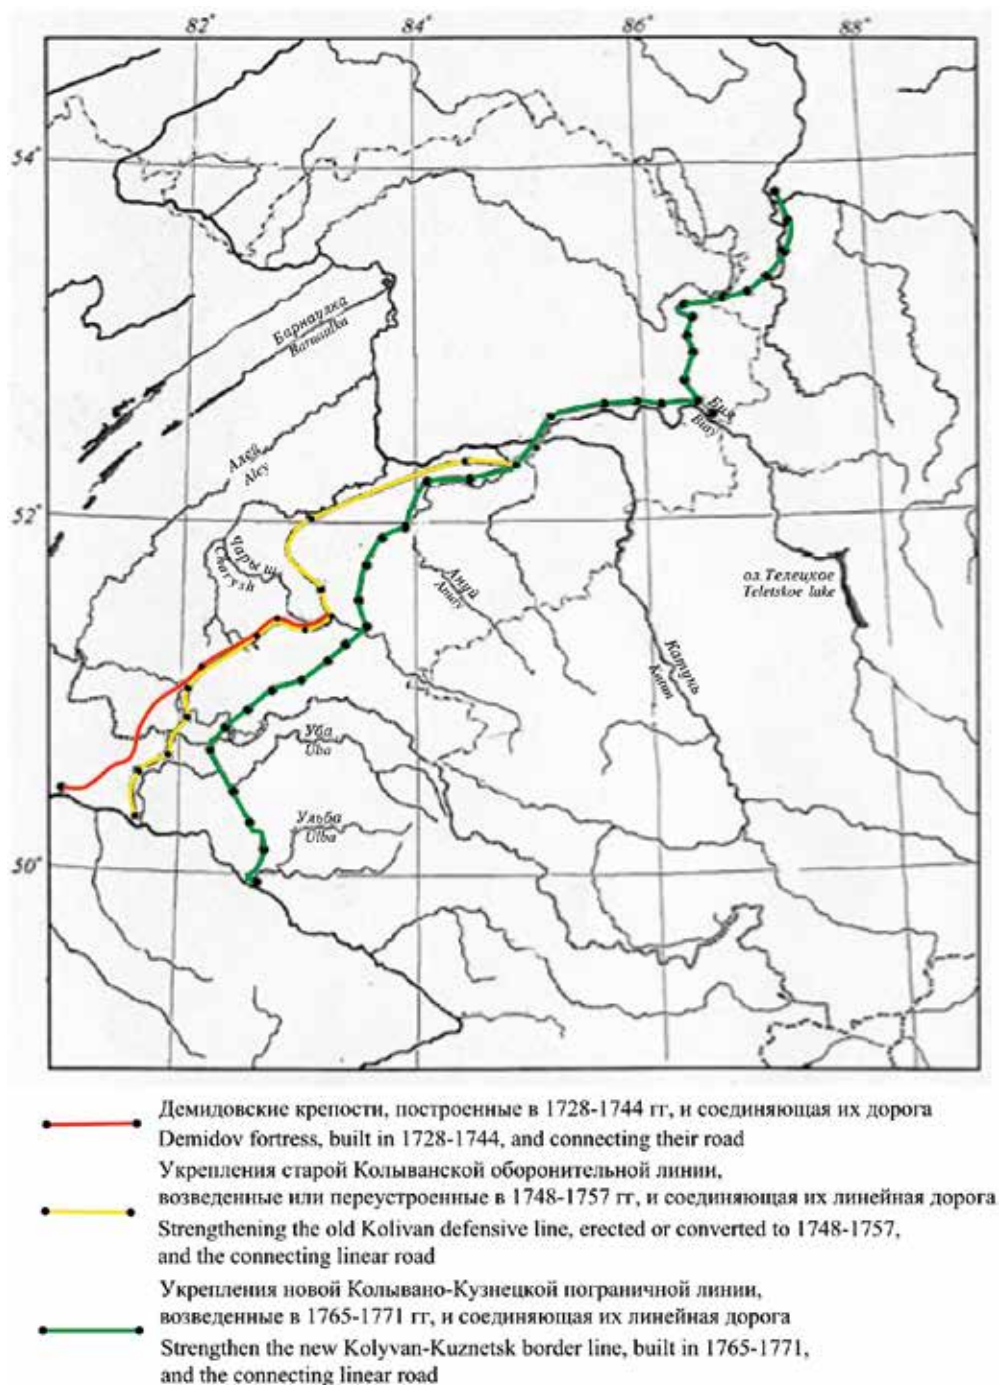 82°
84°
86°
88°
54°
52°
50°
Барнаулка
Barnaulka
Алей
Aley
Чарыш
Charysh
Бия
Biay
Ануй
Anuiy
оз. Телецкое
Teletskoe lake
Катунь
Katun
Уба
Uba
Ульба
Ulba
Демидовские крепости, построенные в 1728-1744 гг, и соединяющая их дорога
Demidov fortress, built in 1728-1744, and connecting their road
Укрепления старой Колыванской оборонительной линии,
возведенные или переустроенные в 1748-1757 гг, и соединяющая их линейная дорога
Strengthening the old Kolivan defensive line, erected or converted to 1748-1757,
and the connecting linear road
Укрепления новой Колывано-Кузнецкой пограничной линии,
возведенные в 1765-1771 гг, и соединяющая их линейная дорога
Strengthen the new Kolyvan-Kuznetsk border line, built in 1765-1771,
and the connecting linear road